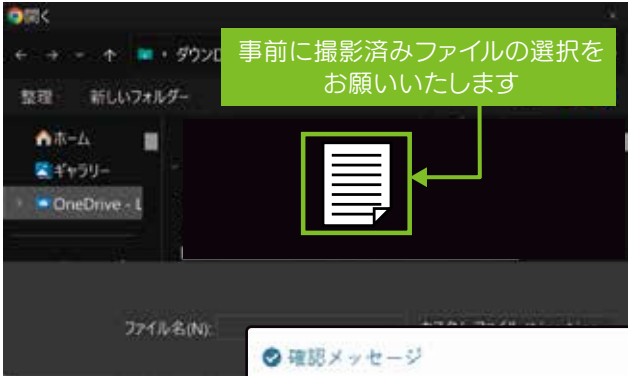 開く
ダウンロ
事前に撮影済みファイルの選択を
お願いいたします
整理
新しいフォルダー
ホーム
ギャラリー
OneDrive - L
ファイル名(N):
確認メッセージ